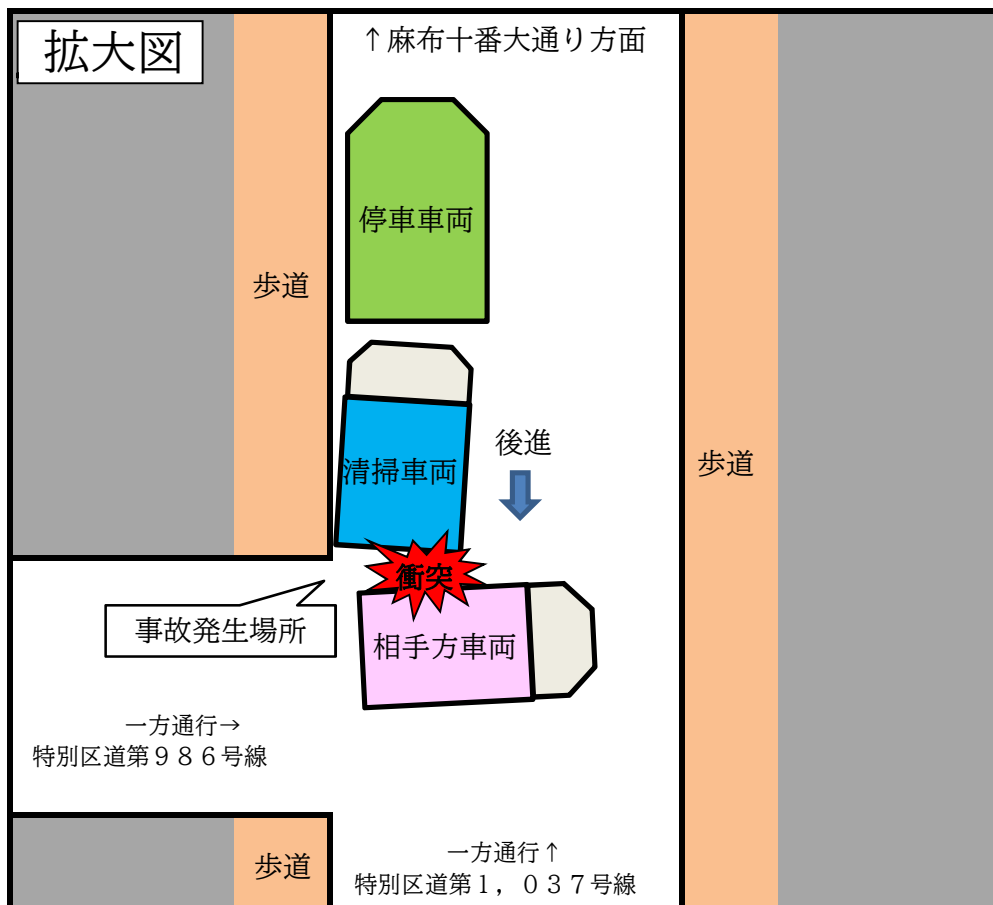 拡大図
↑麻布十番大通り方面
停車車両
歩道
後進
歩道
清掃車両
衝突
事故発生場所
相手方車両
一方通行→
特別区道第９８６号線
歩道
一方通行↑
特別区道第１，０３７号線